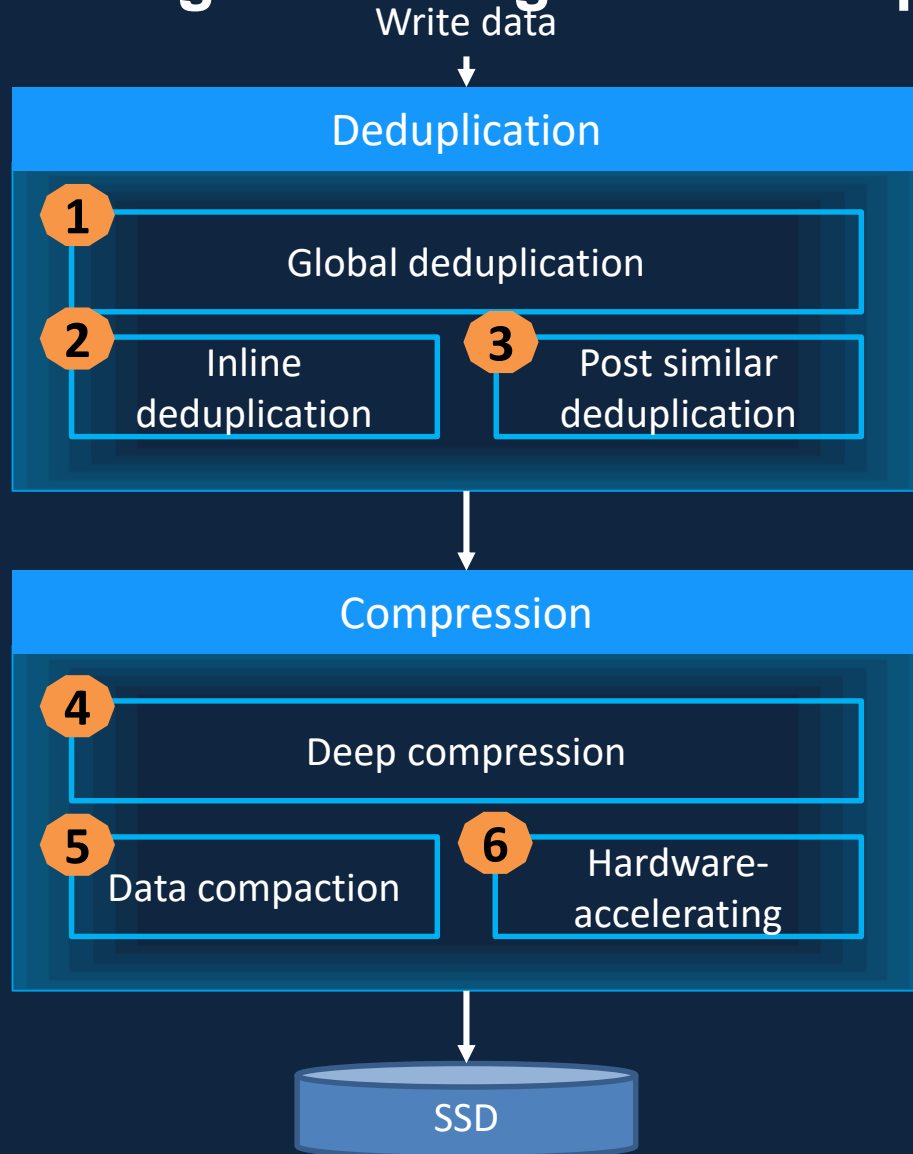 Write data
Deduplication
1
Global deduplication
2
Inline
deduplication
3
Post similar
deduplication
Compression
4
Deep compression
5
Data compaction
6
Hardware-
accelerating
SSD